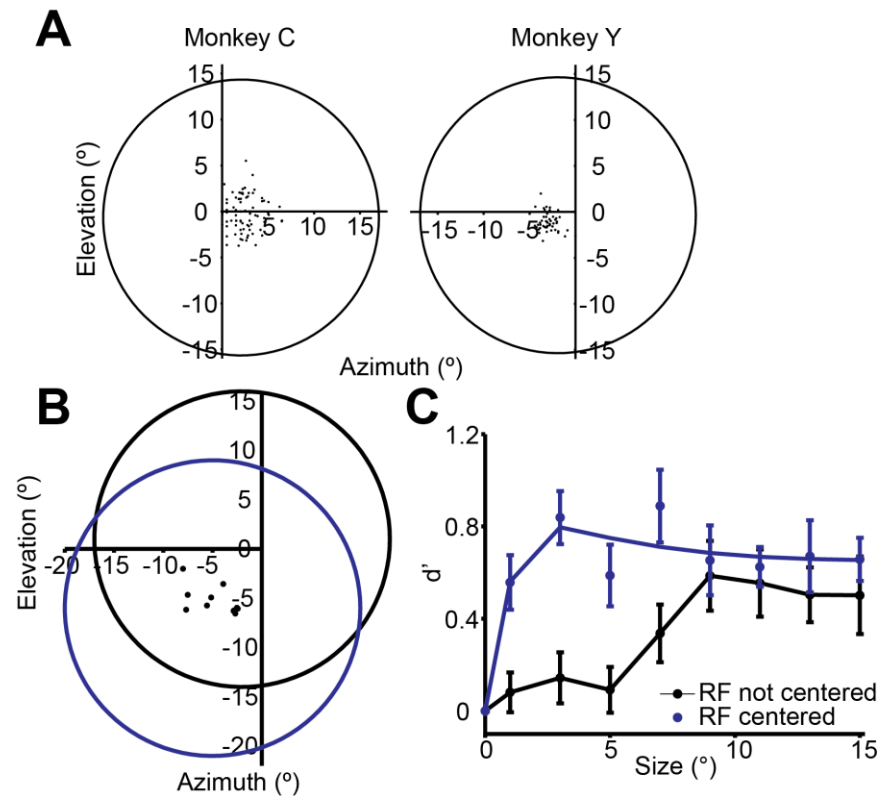 A
Monkey C
Monkey Y
Elevation (º)
15
10
5
0
-5
-10
-15
5 10 15
15
10
5
0
-5
-10
-15
-15 -10 -5
Azimuth (º)
B
Elevation (º)
15
10
5
0
-5
-10
-15
-20
-20 -15 -10 -5
Azimuth (º)
C
d'
1.2
0.8
0.4
0
RF not centered
RF centered
0 5 10 15
Size (°)